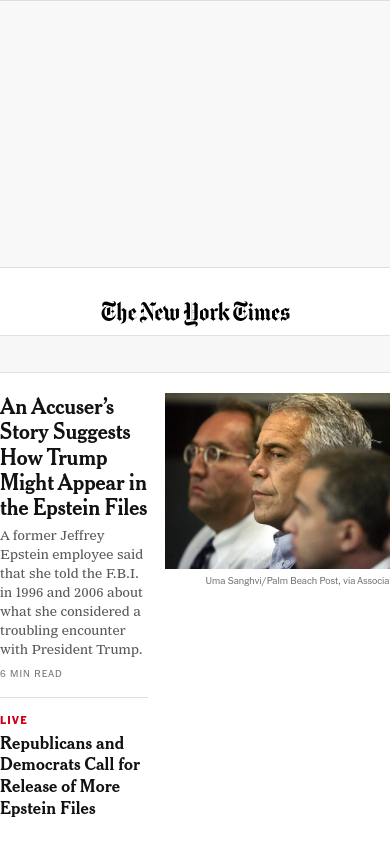 The New York Times
An Accuser’s
Story Suggests
How Trump
Might Appear in
the Epstein Files
A former Jeffrey
Epstein employee said
that she told the F.B.I.
in 1996 and 2006 about
what she considered a
troubling encounter
with President Trump.
6 MIN READ
Uma Sanghvi/Palm Beach Post, via Associa
LIVE
Republicans and
Democrats Call for
Release of More
Epstein Files